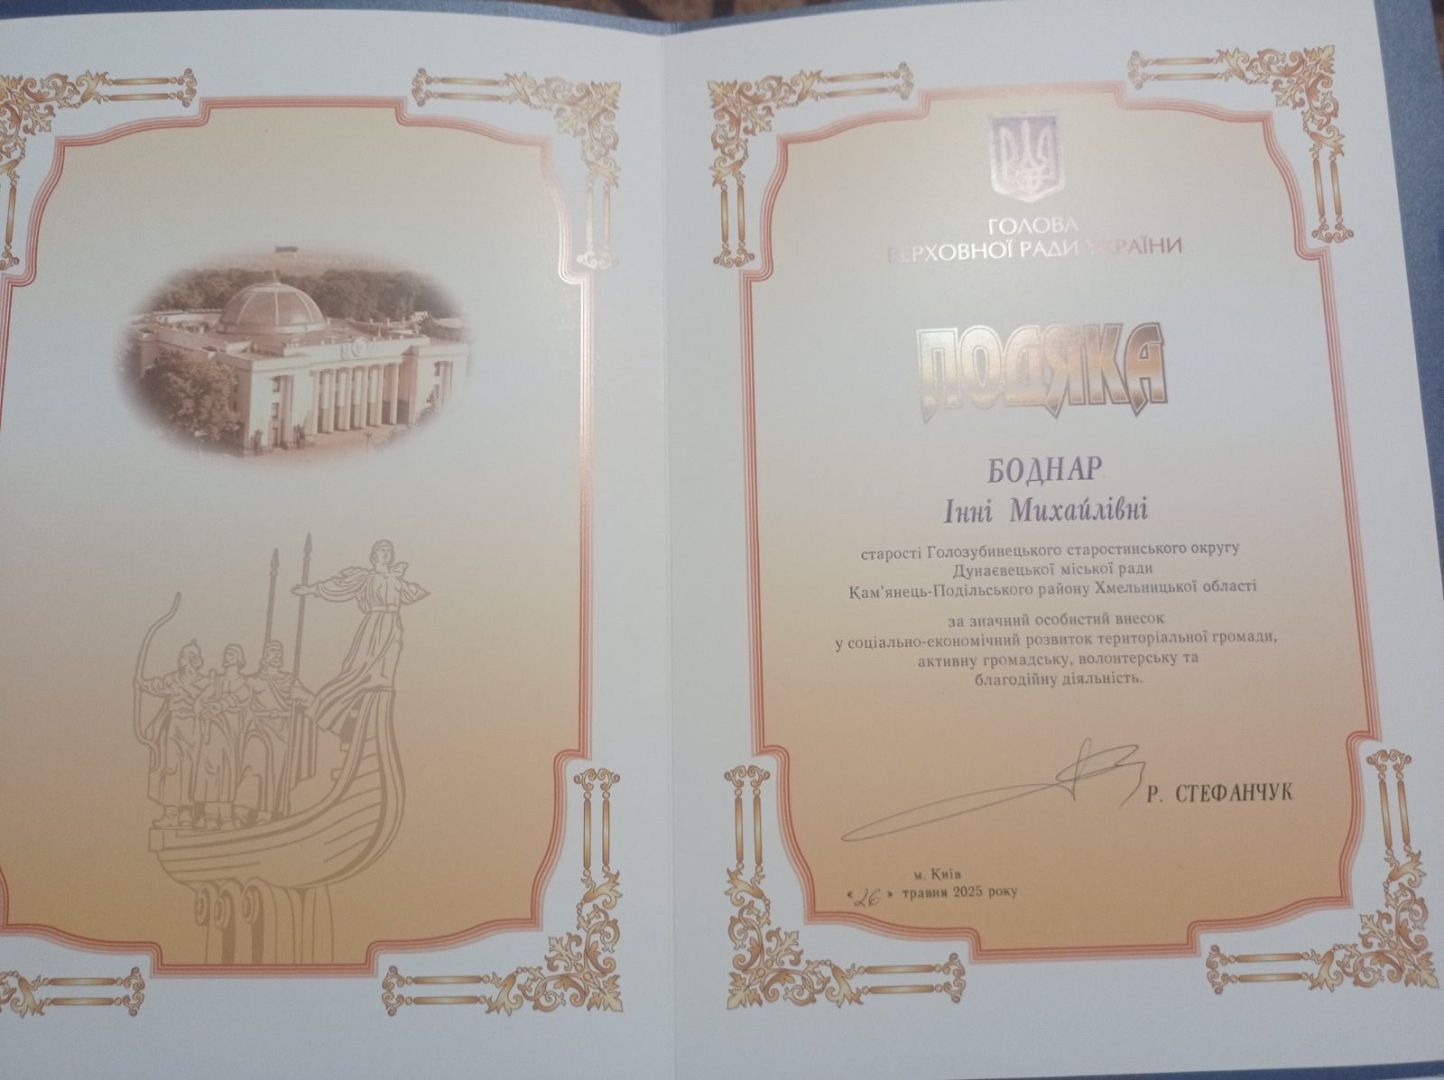 ГОЛОВА
ВЕРХОВНОЇ РАДИ УКРАЇНИ
ПОДЯКА
БОДНАР
Інні Михайлівні
старості Голозубинецького старостинського округу
Дунаєвецької міської ради
Кам'янець-Подільського району Хмельницької області
за значний особистий внесок
у соціально-економічний розвиток територіальної громади,
активну громадську, волонтерську та
благодійну діяльність.
Р. СТЕФАНЧУК
м. Київ
« 26 » травня 2025 року